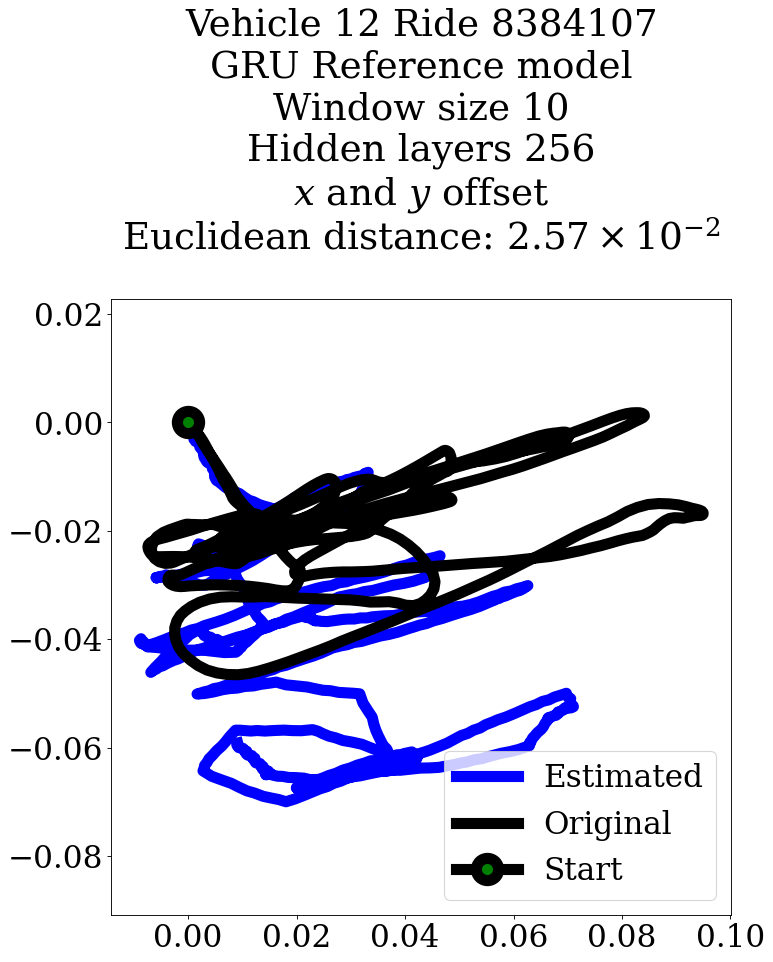 Vehicle 12 Ride 8384107
GRU Reference model
Window size 10
Hidden layers 256
x and y offset
Euclidean distance: 2.57 × 10⁻²
0.02
0.00
−0.02
−0.04
−0.06
−0.08
Estimated
Original
Start
0.00 0.02 0.04 0.06 0.08 0.10